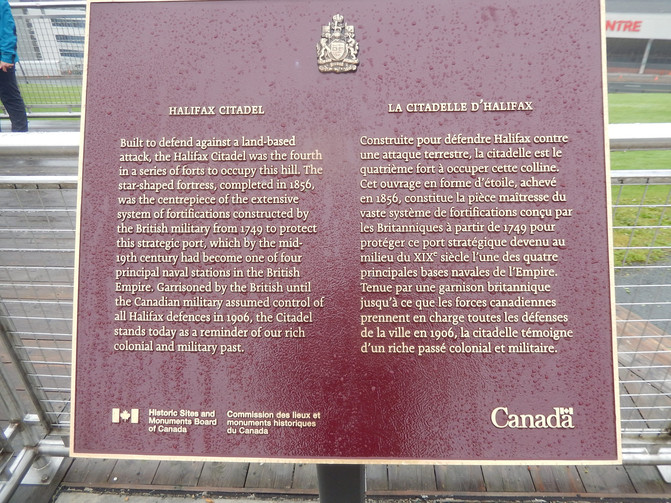 NTRE
HALIFAX CITADEL
Built to defend against a land-based
attack, the Halifax Citadel was the fourth
in a series of forts to occupy this hill. The
star-shaped fortress, completed in 1856,
was the centrepiece of the extensive
system of fortifications constructed by
the British military from 1749 to protect
this strategic port, which by the mid-
19th century had become one of four
principal naval stations in the British
Empire. Garrisoned by the British until
the Canadian military assumed control of
all Halifax defences in 1906, the Citadel
stands today as a reminder of our rich
colonial and military past.
LA CITADELLE D'HALIFAX
Construite pour défendre Halifax contre
une attaque terrestre, la citadelle est le
quatrième fort à occuper cette colline.
Cet ouvrage en forme d'étoile, achevé
en 1856, constitue la pièce maîtresse du
vaste système de fortifications conçu par
les Britanniques à partir de 1749 pour
protéger ce port stratégique devenu au
milieu du XIXe siècle l'une des quatre
principales bases navales de l'Empire.
Tenue par une garnison britannique
jusqu'à ce que les forces canadiennes
prennent en charge toutes les défenses
de la ville en 1906, la citadelle témoigne
d'un riche passé colonial et militaire.
Historic Sites and
Monuments Board
of Canada
Commission des lieux et
monuments historiques
du Canada
Canada